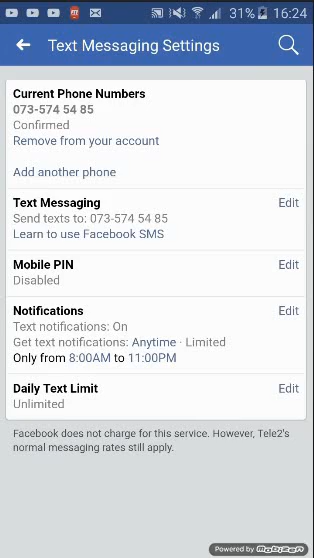 31% 16:24
Text Messaging Settings
Current Phone Numbers
073-574 54 85
Confirmed
Remove from your account
Add another phone
Text Messaging Edit
Send texts to: 073-574 54 85
Learn to use Facebook SMS
Mobile PIN Edit
Disabled
Notifications Edit
Text notifications: On
Get text notifications: Anytime · Limited
Only from 8:00AM to 11:00PM
Daily Text Limit Edit
Unlimited
Facebook does not charge for this service. However, Tele2's
normal messaging rates still apply.
Powered by Mobizen